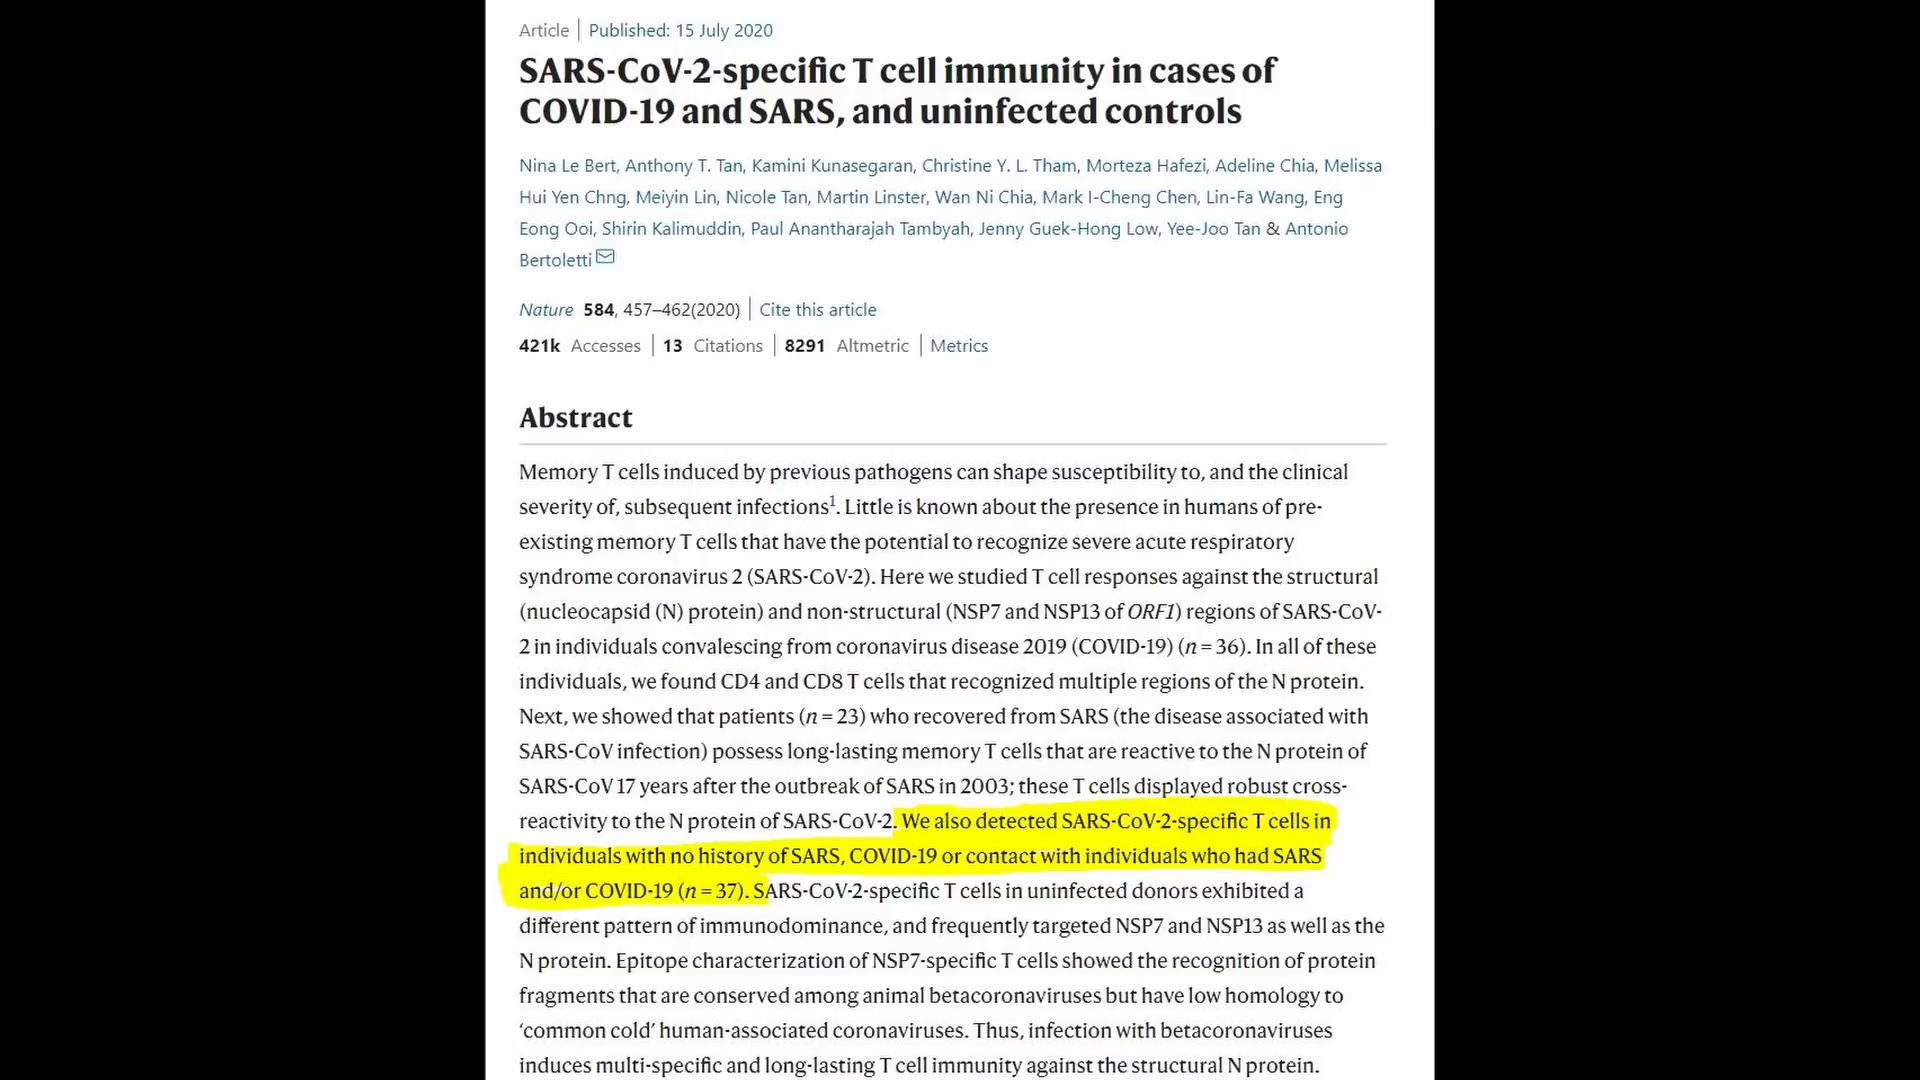 Article | Published: 15 July 2020
SARS-CoV-2-specific T cell immunity in cases of
COVID-19 and SARS, and uninfected controls
Nina Le Bert, Anthony T. Tan, Kamini Kunasegaran, Christine Y. L. Tham, Morteza Hafezi, Adeline Chia, Melissa
Hui Yen Chng, Meiyin Lin, Nicole Tan, Martin Linster, Wan Ni Chia, Mark I-Cheng Chen, Lin-Fa Wang, Eng
Eong Ooi, Shirin Kalimuddin, Paul Anantharajah Tambyah, Jenny Guek-Hong Low, Yee-Joo Tan & Antonio
Bertoletti
Nature 584, 457–462(2020) | Cite this article
421k Accesses | 13 Citations | 8291 Altmetric | Metrics
Abstract
Memory T cells induced by previous pathogens can shape susceptibility to, and the clinical
severity of, subsequent infections1. Little is known about the presence in humans of pre-
existing memory T cells that have the potential to recognize severe acute respiratory
syndrome coronavirus 2 (SARS-CoV-2). Here we studied T cell responses against the structural
(nucleocapsid (N) protein) and non-structural (NSP7 and NSP13 of ORF1) regions of SARS-CoV-
2 in individuals convalescing from coronavirus disease 2019 (COVID-19) (n = 36). In all of these
individuals, we found CD4 and CD8 T cells that recognized multiple regions of the N protein.
Next, we showed that patients (n = 23) who recovered from SARS (the disease associated with
SARS-CoV infection) possess long-lasting memory T cells that are reactive to the N protein of
SARS-CoV 17 years after the outbreak of SARS in 2003; these T cells displayed robust cross-
reactivity to the N protein of SARS-CoV-2. We also detected SARS-CoV-2-specific T cells in
individuals with no history of SARS, COVID-19 or contact with individuals who had SARS
and/or COVID-19 (n = 37). SARS-CoV-2-specific T cells in uninfected donors exhibited a
different pattern of immunodominance, and frequently targeted NSP7 and NSP13 as well as the
N protein. Epitope characterization of NSP7-specific T cells showed the recognition of protein
fragments that are conserved among animal betacoronaviruses but have low homology to
‘common cold’ human-associated coronaviruses. Thus, infection with betacoronaviruses
induces multi-specific and long-lasting T cell immunity against the structural N protein.